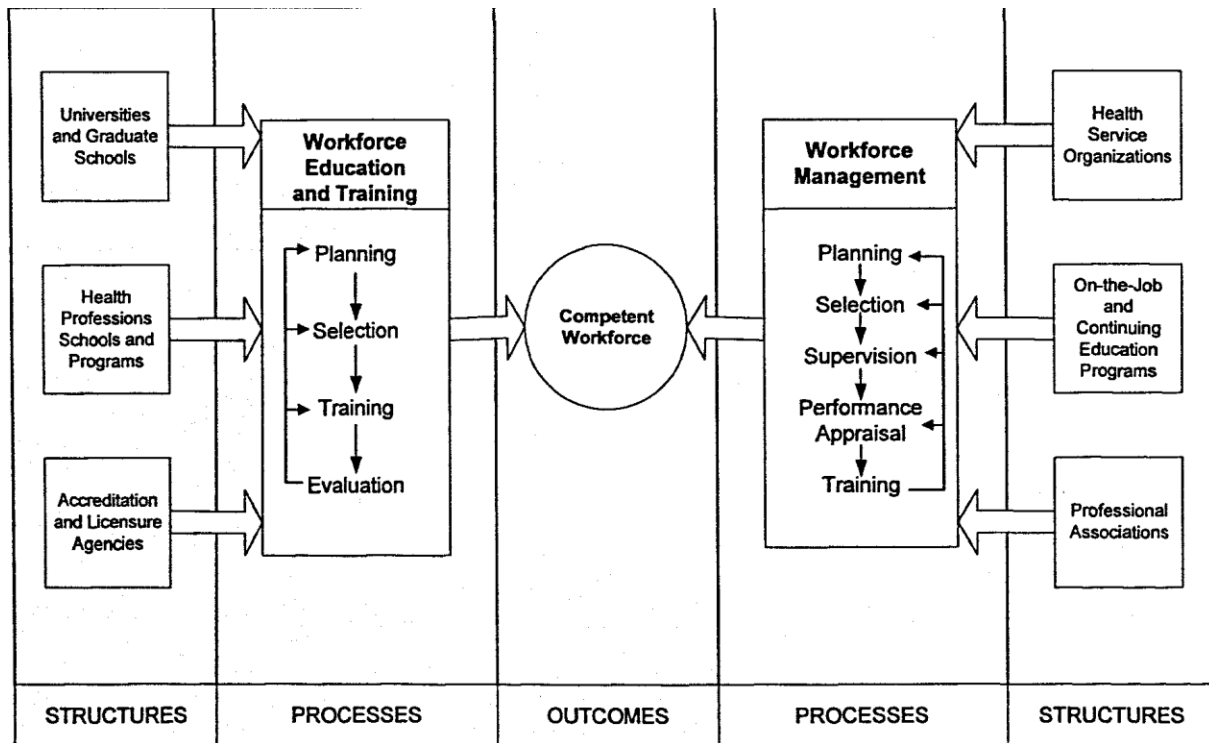 Universities
and Graduate
Schools
Health
Professions
Schools and
Programs
Accreditation
and Licensure
Agencies
Workforce
Education
and Training
Planning
Selection
Training
Evaluation
Competent
Workforce
Workforce
Management
Planning
Selection
Supervision
Performance
Appraisal
Training
Health
Service
Organizations
On-the-Job
and
Continuing
Education
Programs
Professional
Associations
STRUCTURES
PROCESSES
OUTCOMES
PROCESSES
STRUCTURES